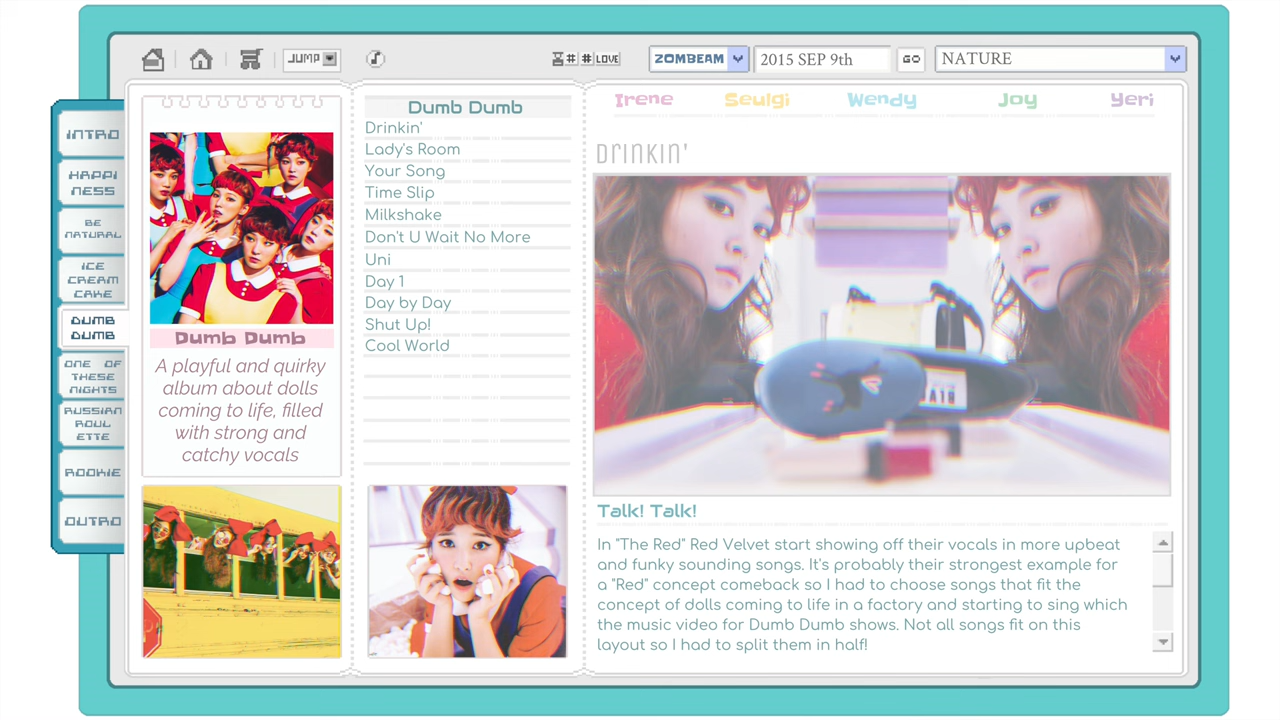 JUMP
# # LOVE
ZOMBEAM
2015 SEP 9th
GO
NATURE
INTRO
HAPPI
NESS
BE
NATURAL
ICE
CREAM
CAKE
DUMB
DUMB
ONE OF
THESE
NIGHTS
RUSSIAN
ROUL
ETTE
ROOKIE
OUTRO
Dumb Dumb
A playful and quirky
album about dolls
coming to life, filled
with strong and
catchy vocals
Dumb Dumb
Drinkin'
Lady's Room
Your Song
Time Slip
Milkshake
Don't U Wait No More
Uni
Day 1
Day by Day
Shut Up!
Cool World
Irene Seulgi Wendy Joy Yeri
Drinkin'
Talk! Talk!
In "The Red" Red Velvet start showing off their vocals in more upbeat
and funky sounding songs. It's probably their strongest example for
a "Red" concept comeback so I had to choose songs that fit the
concept of dolls coming to life in a factory and starting to sing which
the music video for Dumb Dumb shows. Not all songs fit on this
layout so I had to split them in half!